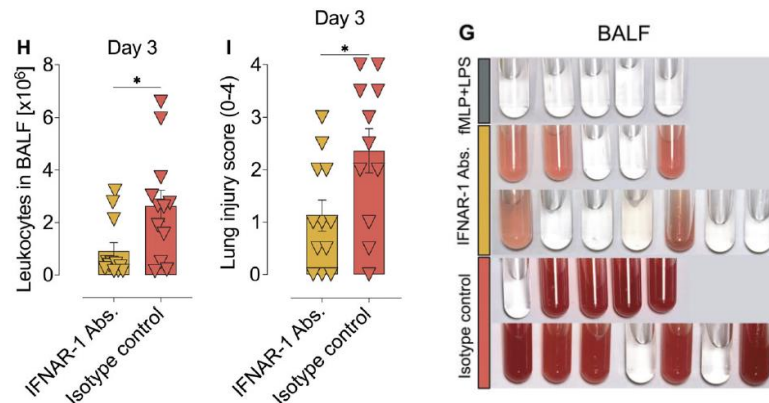 H
Day 3
*
Leukocytes in BALF [x10⁶]
8
6
4
2
0
IFNAR-1 Abs.
Isotype control
I
Day 3
*
Lung injury score (0-4)
4
3
2
1
0
IFNAR-1 Abs.
Isotype control
G
BALF
fMLP+LPS
IFNAR-1 Abs.
Isotype control